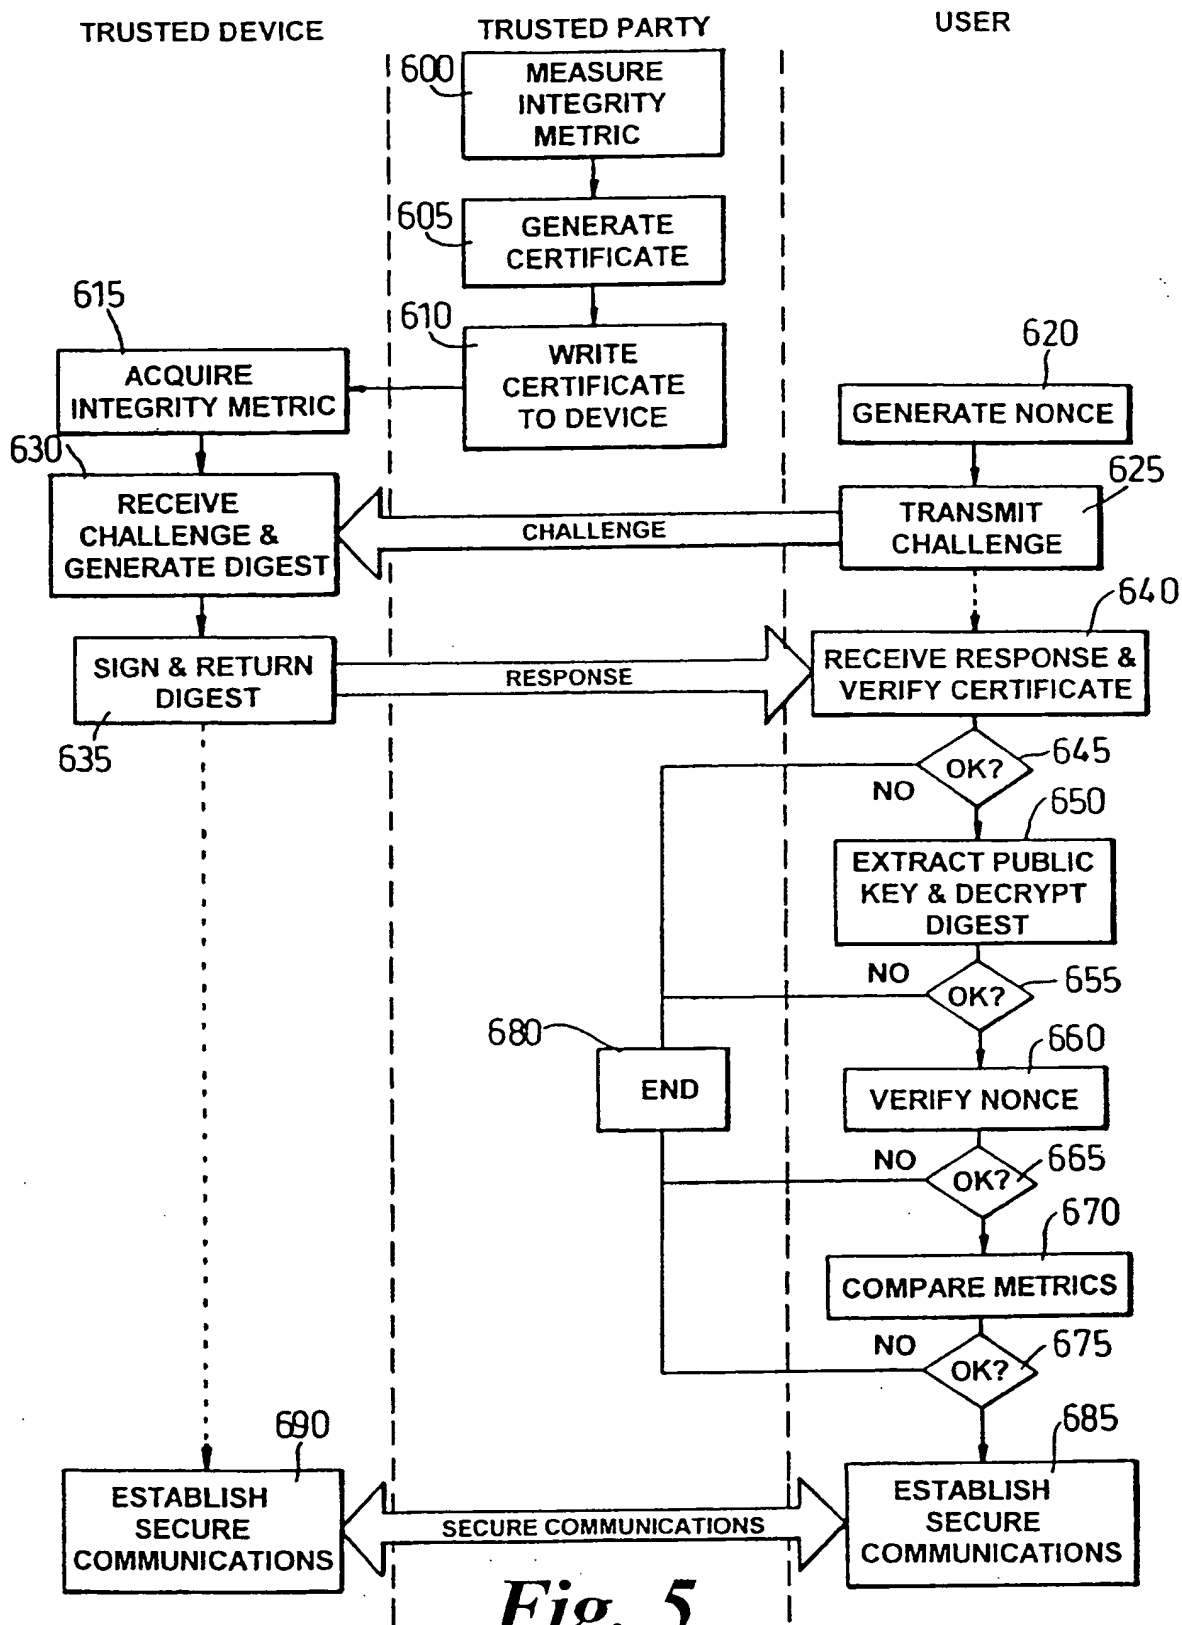 TRUSTED DEVICE
TRUSTED PARTY
USER
600
MEASURE
INTEGRITY
METRIC
605
GENERATE
CERTIFICATE
610
WRITE
CERTIFICATE
TO DEVICE
615
ACQUIRE
INTEGRITY METRIC
620
GENERATE NONCE
625
TRANSMIT
CHALLENGE
CHALLENGE
630
RECEIVE
CHALLENGE &
GENERATE DIGEST
635
SIGN & RETURN
DIGEST
RESPONSE
640
RECEIVE RESPONSE &
VERIFY CERTIFICATE
645
OK?
NO
650
EXTRACT PUBLIC
KEY & DECRYPT
DIGEST
655
OK?
NO
660
VERIFY NONCE
665
OK?
NO
670
COMPARE METRICS
675
OK?
NO
680
END
685
ESTABLISH
SECURE
COMMUNICATIONS
SECURE COMMUNICATIONS
690
ESTABLISH
SECURE
COMMUNICATIONS
Fig. 5